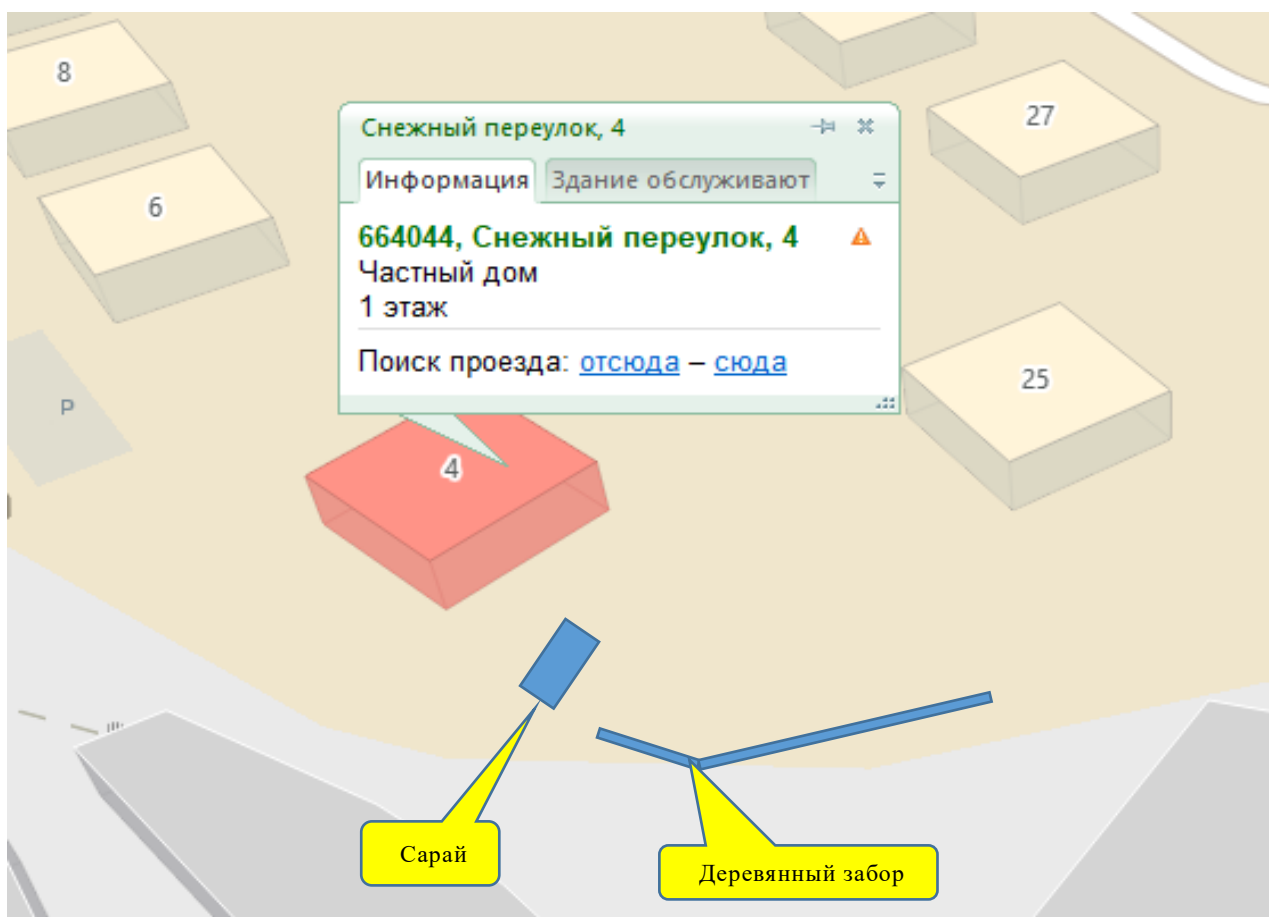 8
27
Снежный переулок, 4
Информация
Здание обслуживают
6
664044, Снежный переулок, 4
Частный дом
1 этаж
Поиск проезда: отсюда – сюда
25
P
4
Сарай
Деревянный забор